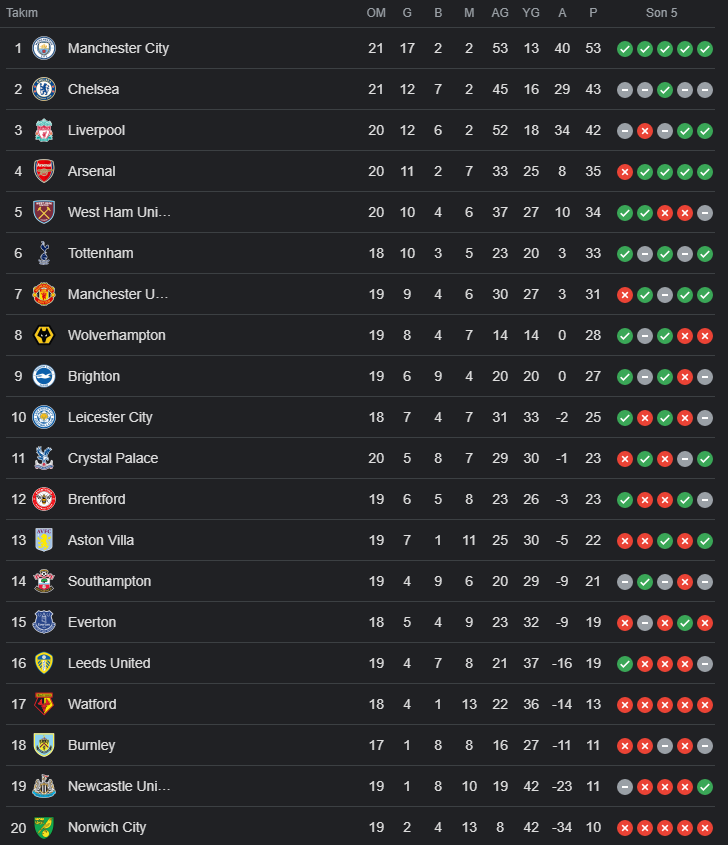 Takım OM G B M AG YG A P Son 5
1 Manchester City 21 17 2 2 53 13 40 53
2 Chelsea 21 12 7 2 45 16 29 43
3 Liverpool 20 12 6 2 52 18 34 42
4 Arsenal 20 11 2 7 33 25 8 35
5 West Ham Uni... 20 10 4 6 37 27 10 34
6 Tottenham 18 10 3 5 23 20 3 33
7 Manchester U... 19 9 4 6 30 27 3 31
8 Wolverhampton 19 8 4 7 14 14 0 28
9 Brighton 19 6 9 4 20 20 0 27
10 Leicester City 18 7 4 7 31 33 -2 25
11 Crystal Palace 20 5 8 7 29 30 -1 23
12 Brentford 19 6 5 8 23 26 -3 23
13 Aston Villa 19 7 1 11 25 30 -5 22
14 Southampton 19 4 9 6 20 29 -9 21
15 Everton 18 5 4 9 23 32 -9 19
16 Leeds United 19 4 7 8 21 37 -16 19
17 Watford 18 4 1 13 22 36 -14 13
18 Burnley 17 1 8 8 16 27 -11 11
19 Newcastle Uni... 19 1 8 10 19 42 -23 11
20 Norwich City 19 2 4 13 8 42 -34 10